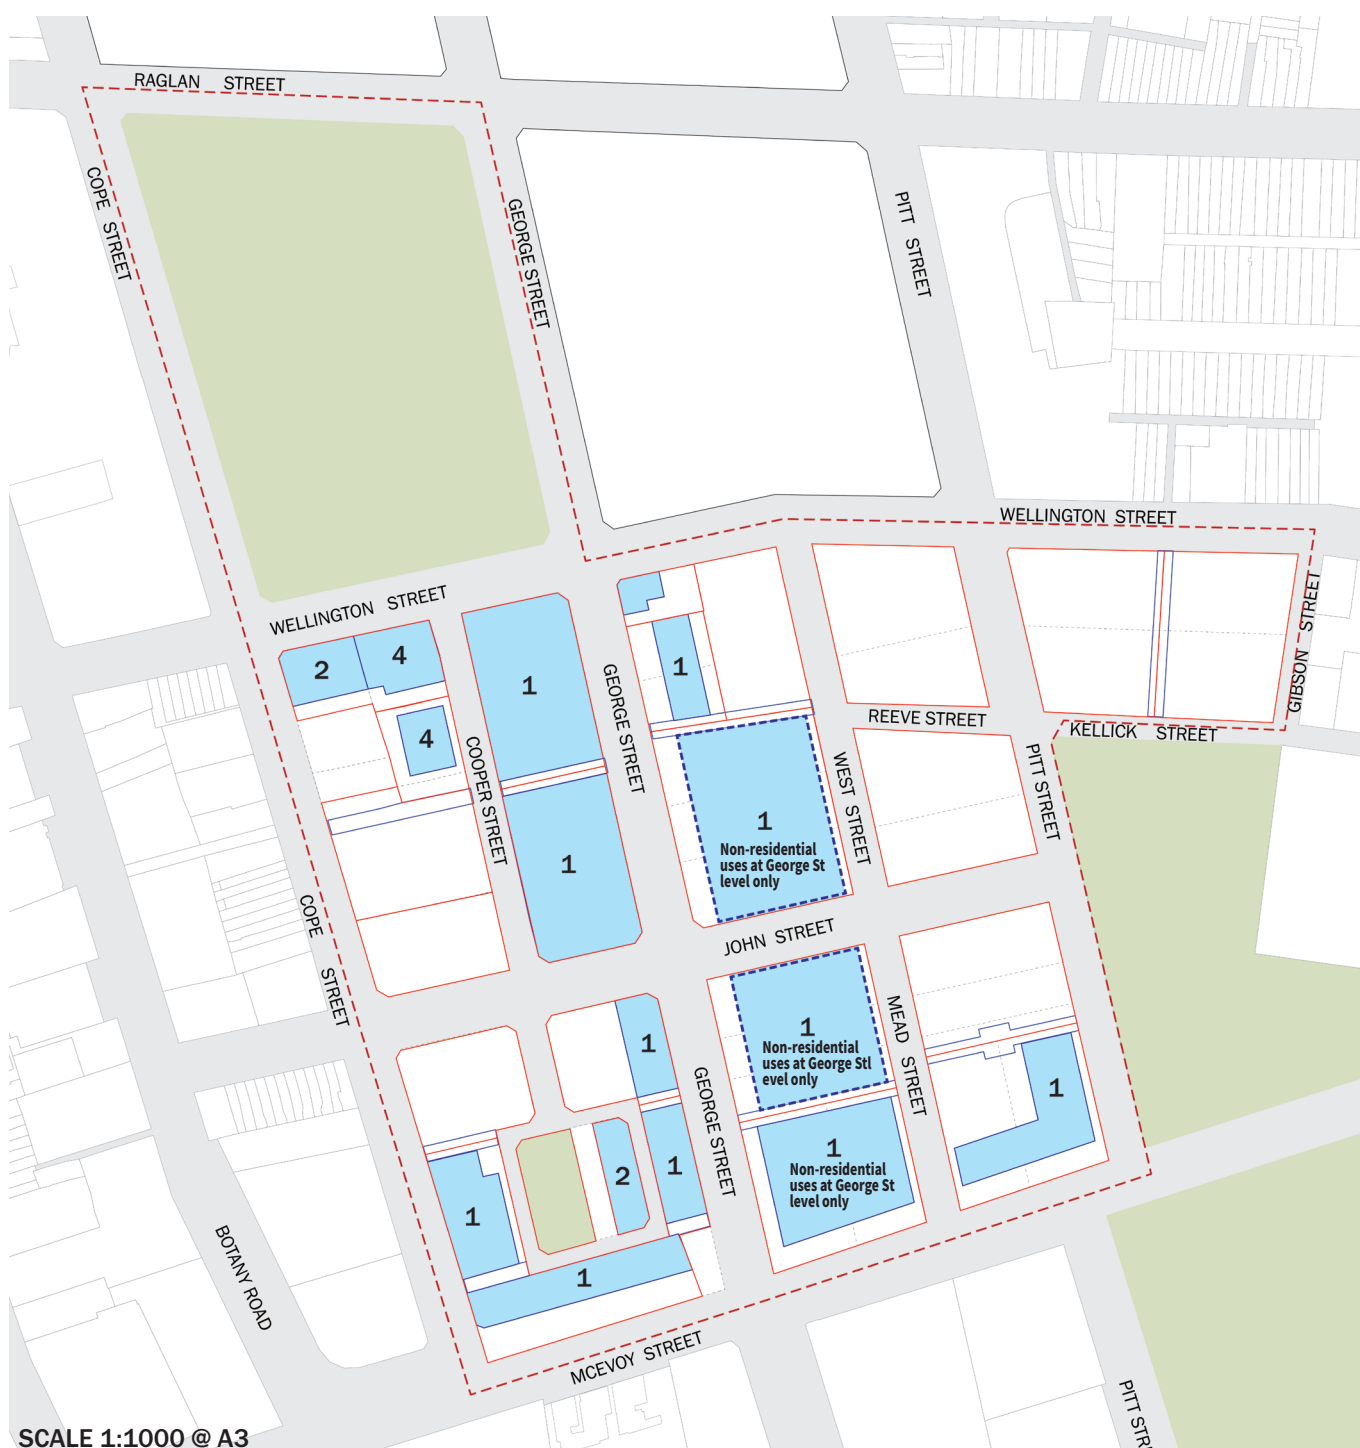 RAGLAN STREET
COPE STREET
GEORGE STREET
PITT STREET
WELLINGTON STREET
GIBSON STREET
WELLINGTON STREET
2
4
4
1
1
GEORGE STREET
REEVE STREET
KELLICK STREET
COOPER STREET
WEST STREET
PITT STREET
1
Non-residential
uses at George St
level only
1
COPE STREET
JOHN STREET
MEAD STREET
1
Non-residential
uses at George Stl
evel only
1
1
GEORGE STREET
1
2
1
Non-residential
uses at George St
level only
1
1
BOTANY ROAD
MCEVOY STREET
PITT STR
SCALE 1:1000 @ A3